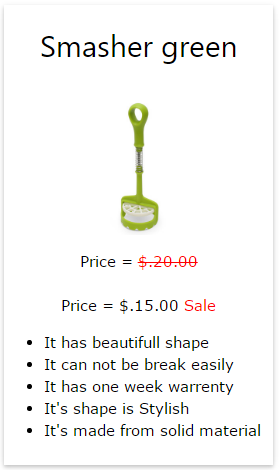 Smasher green
Price = $.20.00
Price = $.15.00 Sale
It has beautifull shape
It can not be break easily
It has one week warrenty
It's shape is Stylish
It's made from solid material